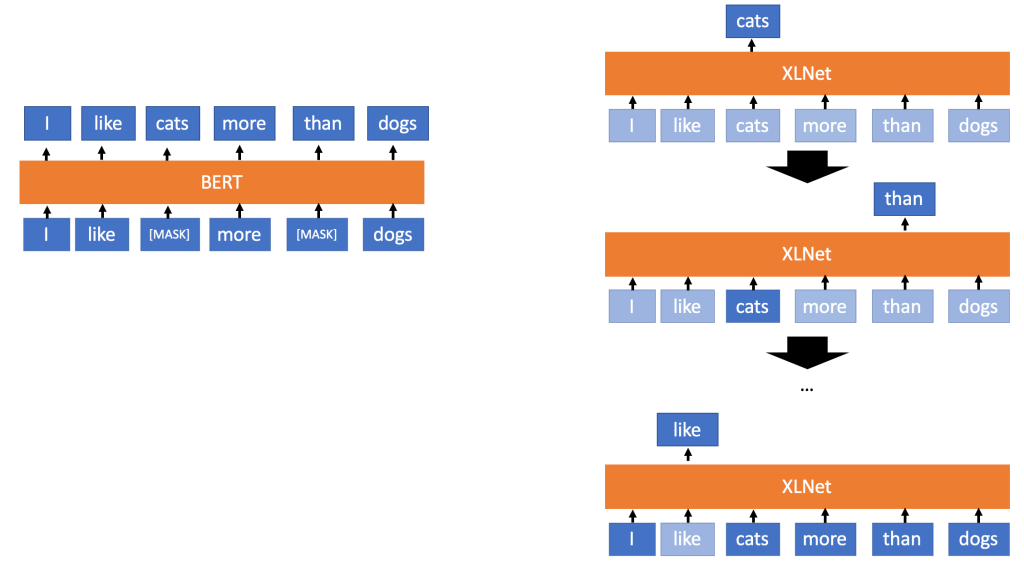 I like cats more than dogs
BERT
I like [MASK] more [MASK] dogs
cats
XLNet
I like cats more than dogs
than
XLNet
I like cats more than dogs
...
like
XLNet
I like cats more than dogs